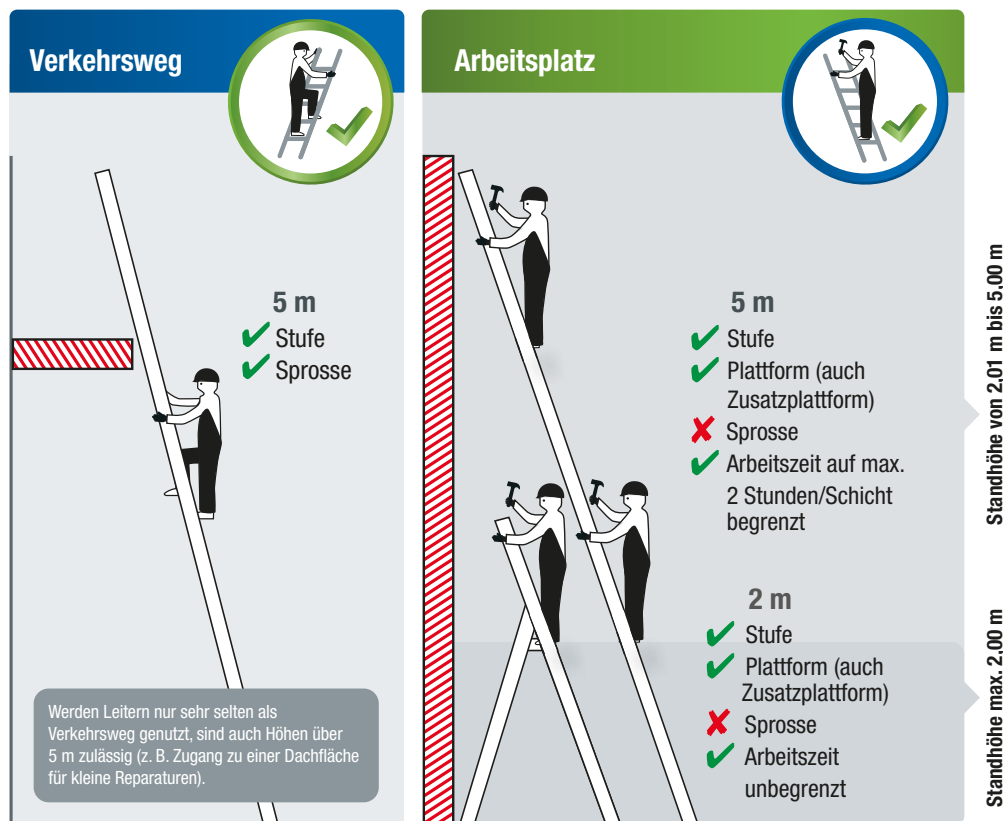 Verkehrsweg
5 m
Stufe
Sprosse
Werden Leitern nur sehr selten als
Verkehrsweg genutzt, sind auch Höhen über
5 m zulässig (z. B. Zugang zu einer Dachfläche
für kleine Reparaturen).
Arbeitsplatz
5 m
Stufe
Plattform (auch
Zusatzplattform)
Sprosse
Arbeitszeit auf max.
2 Stunden/Schicht
begrenzt
2 m
Stufe
Plattform (auch
Zusatzplattform)
Sprosse
Arbeitszeit
unbegrenzt
Standhöhe von 2.01 m bis 5.00 m
Standhöhe max. 2.00 m